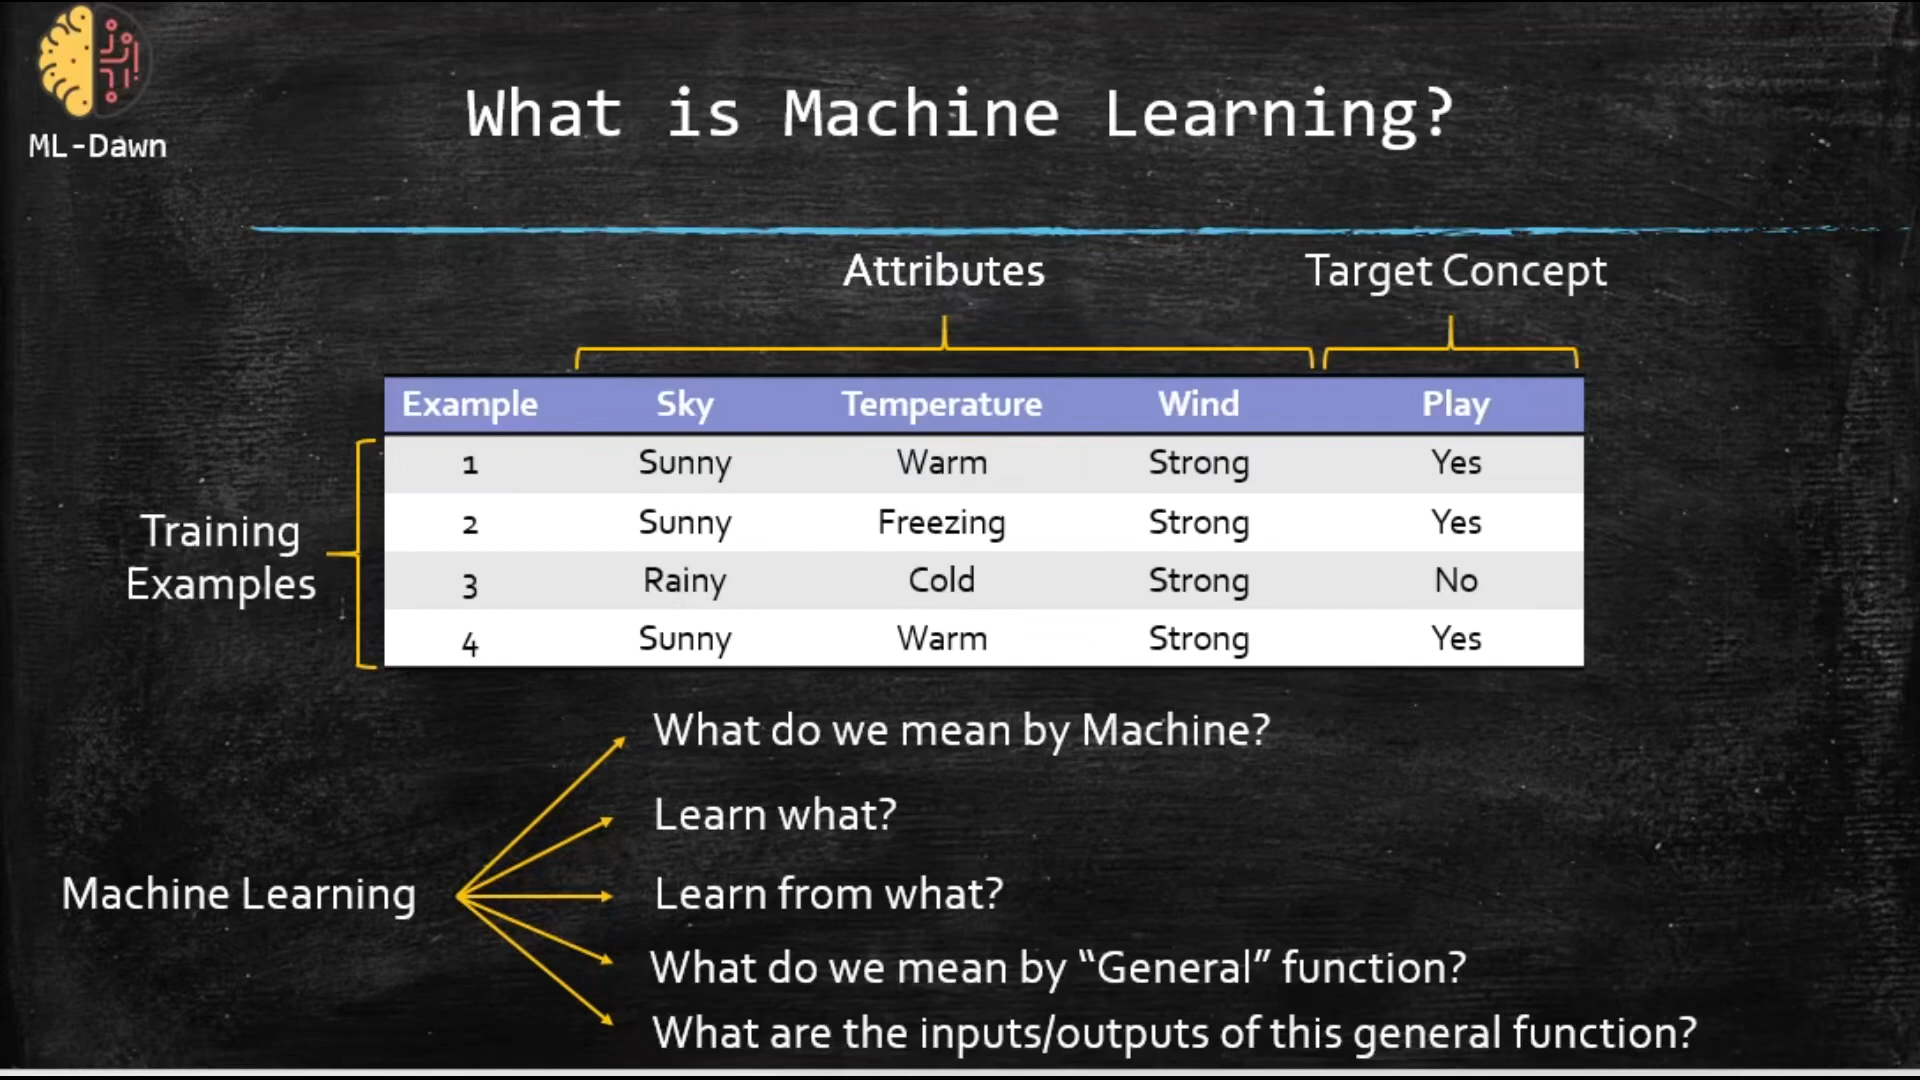 ML-Dawn
What is Machine Learning?
Attributes Target Concept
Example Sky Temperature Wind Play
1 Sunny Warm Strong Yes
2 Sunny Freezing Strong Yes
3 Rainy Cold Strong No
4 Sunny Warm Strong Yes
Training
Examples
What do we mean by Machine?
Learn what?
Machine Learning
Learn from what?
What do we mean by “General” function?
What are the inputs/outputs of this general function?